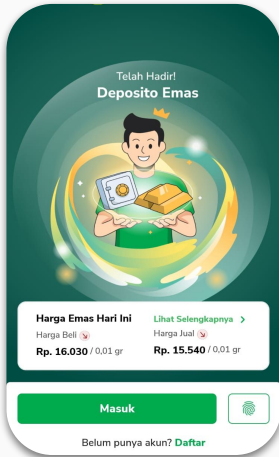 Telah Hadir!
Deposito Emas
Harga Emas Hari Ini
Lihat Selengkapnya >
Harga Beli
Harga Jual
Rp. 16.030 / 0,01 gr
Rp. 15.540 / 0,01 gr
Masuk
Belum punya akun? Daftar